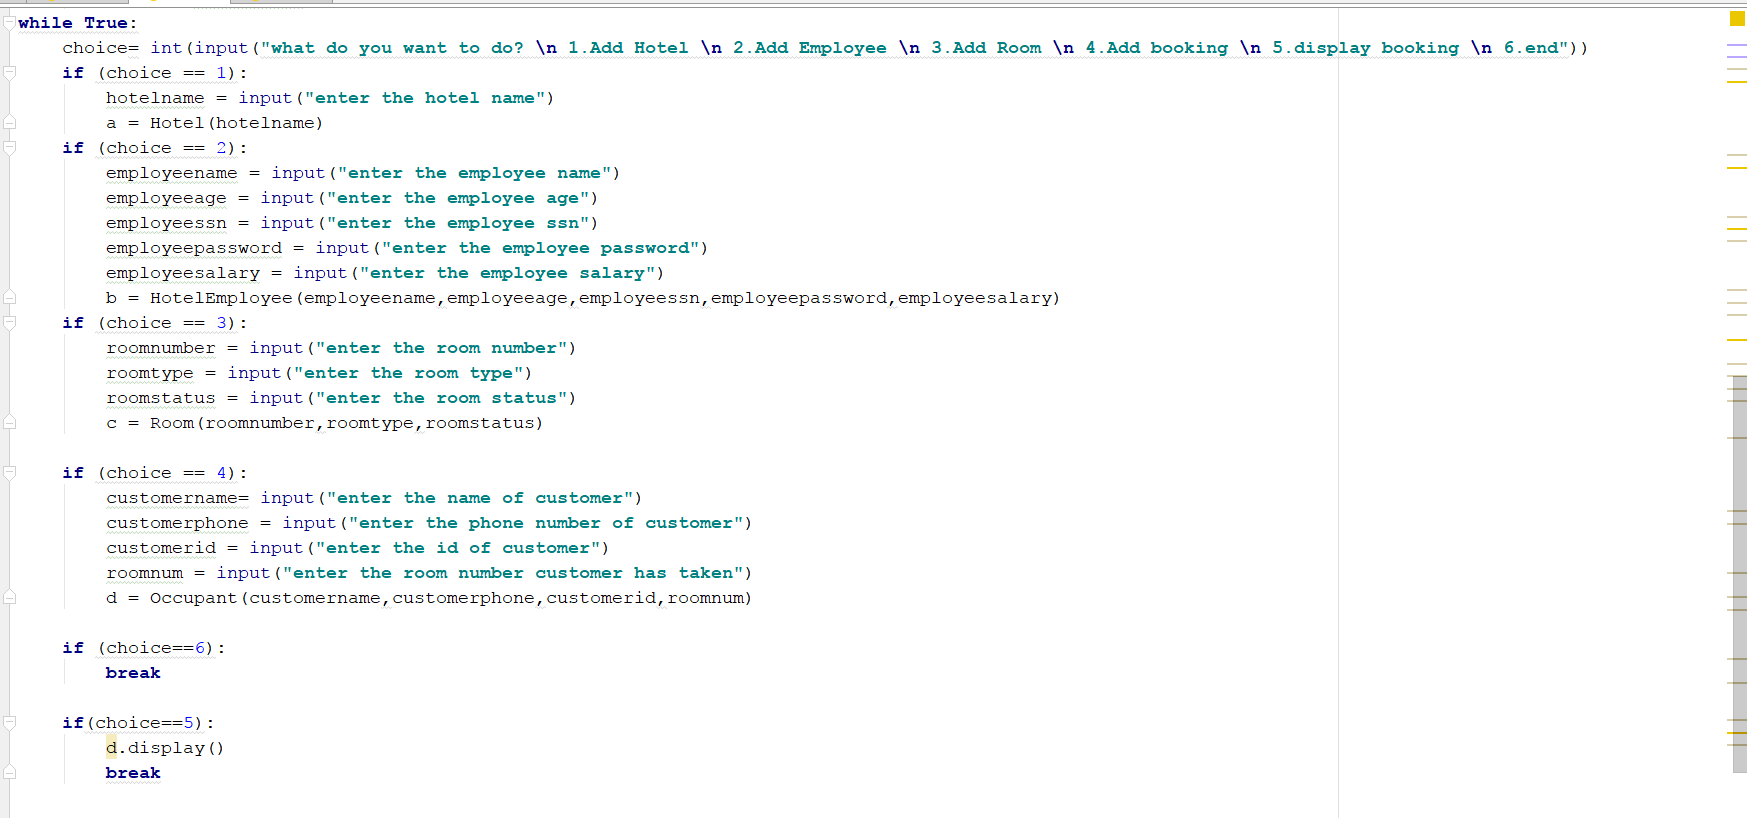 while True:
    choice= int(input("what do you want to do? \n 1.Add Hotel \n 2.Add Employee \n 3.Add Room \n 4.Add booking \n 5.display booking \n 6.end"))
    if (choice == 1):
        hotelname = input("enter the hotel name")
        a = Hotel(hotelname)
    if (choice == 2):
        employeename = input("enter the employee name")
        employeeage = input("enter the employee age")
        employeessn = input("enter the employee ssn")
        employeepassword = input("enter the employee password")
        employeesalary = input("enter the employee salary")
        b = HotelEmployee(employeename,employeeage,employeessn,employeepassword,employeesalary)
    if (choice == 3):
        roomnumber = input("enter the room number")
        roomtype = input("enter the room type")
        roomstatus = input("enter the room status")
        c = Room(roomnumber,roomtype,roomstatus)
    if (choice == 4):
        customername= input("enter the name of customer")
        customerphone = input("enter the phone number of customer")
        customerid = input("enter the id of customer")
        roomnum = input("enter the room number customer has taken")
        d = Occupant(customername,customerphone,customerid,roomnum)
    if (choice==6):
        break
    if(choice==5):
        d.display()
        break